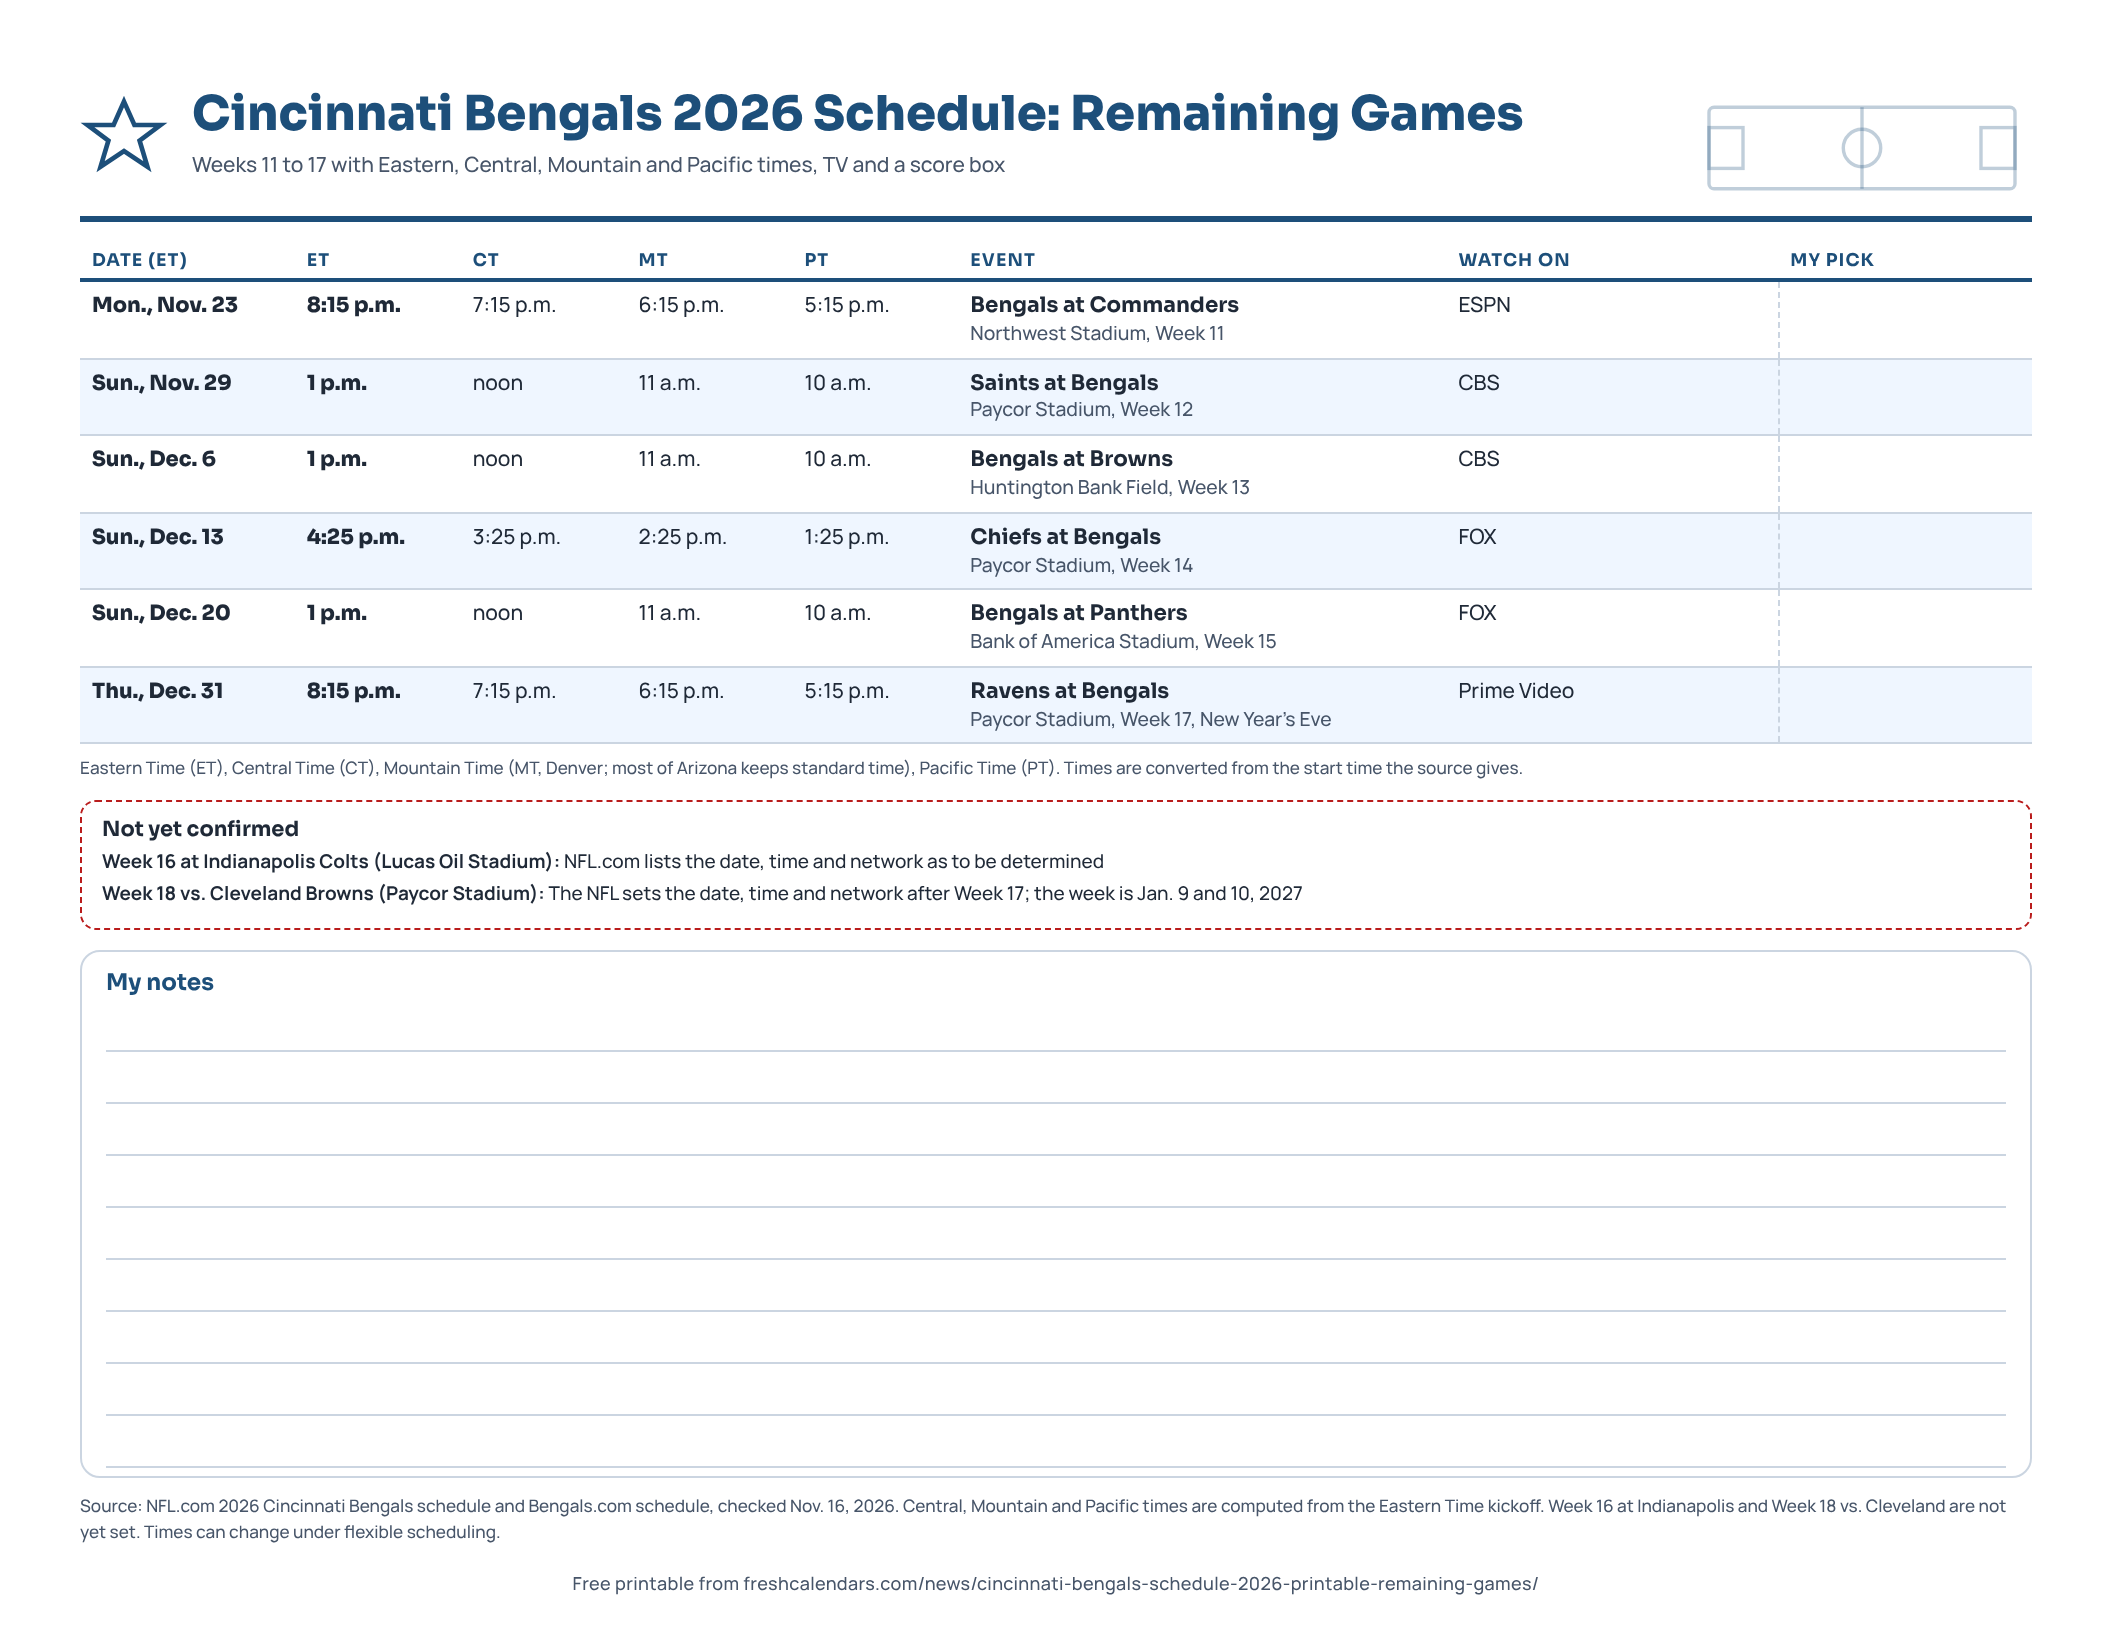 Cincinnati Bengals 2026 Schedule: Remaining Games
Weeks 11 to 17 with Eastern, Central, Mountain and Pacific times, TV and a score box
DATE (ET) ET CT MT PT EVENT WATCH ON MY PICK
Mon., Nov. 23 8:15 p.m. 7:15 p.m. 6:15 p.m. 5:15 p.m. Bengals at Commanders ESPN
Northwest Stadium, Week 11
Sun., Nov. 29 1 p.m. noon 11 a.m. 10 a.m. Saints at Bengals CBS
Paycor Stadium, Week 12
Sun., Dec. 6 1 p.m. noon 11 a.m. 10 a.m. Bengals at Browns CBS
Huntington Bank Field, Week 13
Sun., Dec. 13 4:25 p.m. 3:25 p.m. 2:25 p.m. 1:25 p.m. Chiefs at Bengals FOX
Paycor Stadium, Week 14
Sun., Dec. 20 1 p.m. noon 11 a.m. 10 a.m. Bengals at Panthers FOX
Bank of America Stadium, Week 15
Thu., Dec. 31 8:15 p.m. 7:15 p.m. 6:15 p.m. 5:15 p.m. Ravens at Bengals Prime Video
Paycor Stadium, Week 17, New Year's Eve
Eastern Time (ET), Central Time (CT), Mountain Time (MT, Denver; most of Arizona keeps standard time), Pacific Time (PT). Times are converted from the start time the source gives.
Not yet confirmed
Week 16 at Indianapolis Colts (Lucas Oil Stadium): NFL.com lists the date, time and network as to be determined
Week 18 vs. Cleveland Browns (Paycor Stadium): The NFL sets the date, time and network after Week 17; the week is Jan. 9 and 10, 2027
My notes
Source: NFL.com 2026 Cincinnati Bengals schedule and Bengals.com schedule, checked Nov. 16, 2026. Central, Mountain and Pacific times are computed from the Eastern Time kickoff. Week 16 at Indianapolis and Week 18 vs. Cleveland are not
yet set. Times can change under flexible scheduling.
Free printable from freshcalendars.com/news/cincinnati-bengals-schedule-2026-printable-remaining-games/